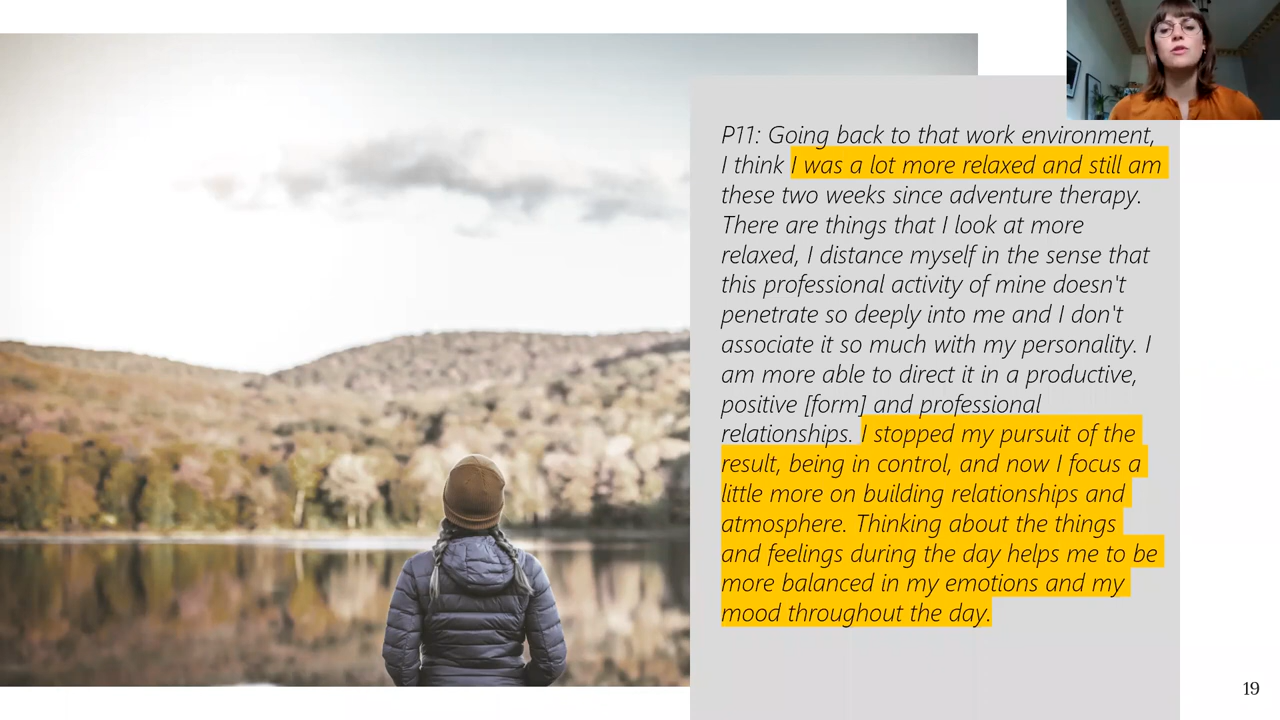 P11: Going back to that work environment,
I think I was a lot more relaxed and still am
these two weeks since adventure therapy.
There are things that I look at more
relaxed, I distance myself in the sense that
this professional activity of mine doesn't
penetrate so deeply into me and I don't
associate it so much with my personality. I
am more able to direct it in a productive,
positive [form] and professional
relationships. I stopped my pursuit of the
result, being in control, and now I focus a
little more on building relationships and
atmosphere. Thinking about the things
and feelings during the day helps me to be
more balanced in my emotions and my
mood throughout the day.
19